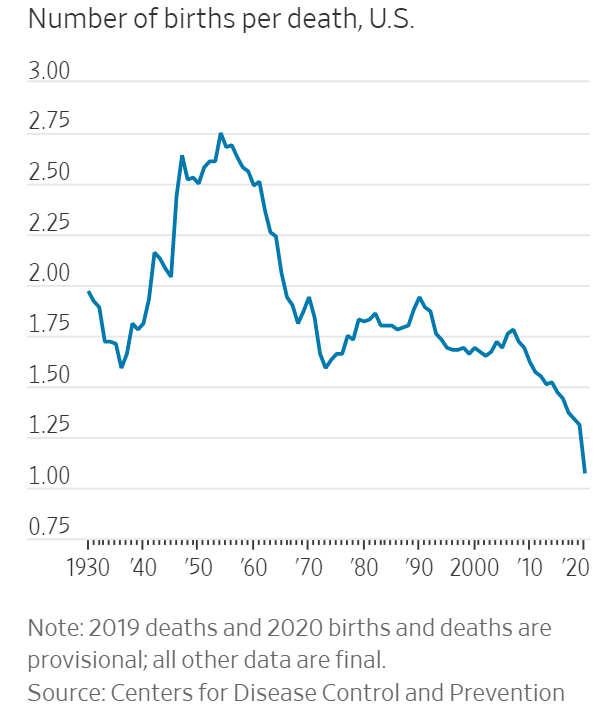 Number of births per death, U.S.
3.00
2.75
2.50
2.25
2.00
1.75
1.50
1.25
1.00
0.75
1930 ’40 ’50 ’60 ’70 ’80 ’90 2000 ’10 ’20
Note: 2019 deaths and 2020 births and deaths are
provisional; all other data are final.
Source: Centers for Disease Control and Prevention